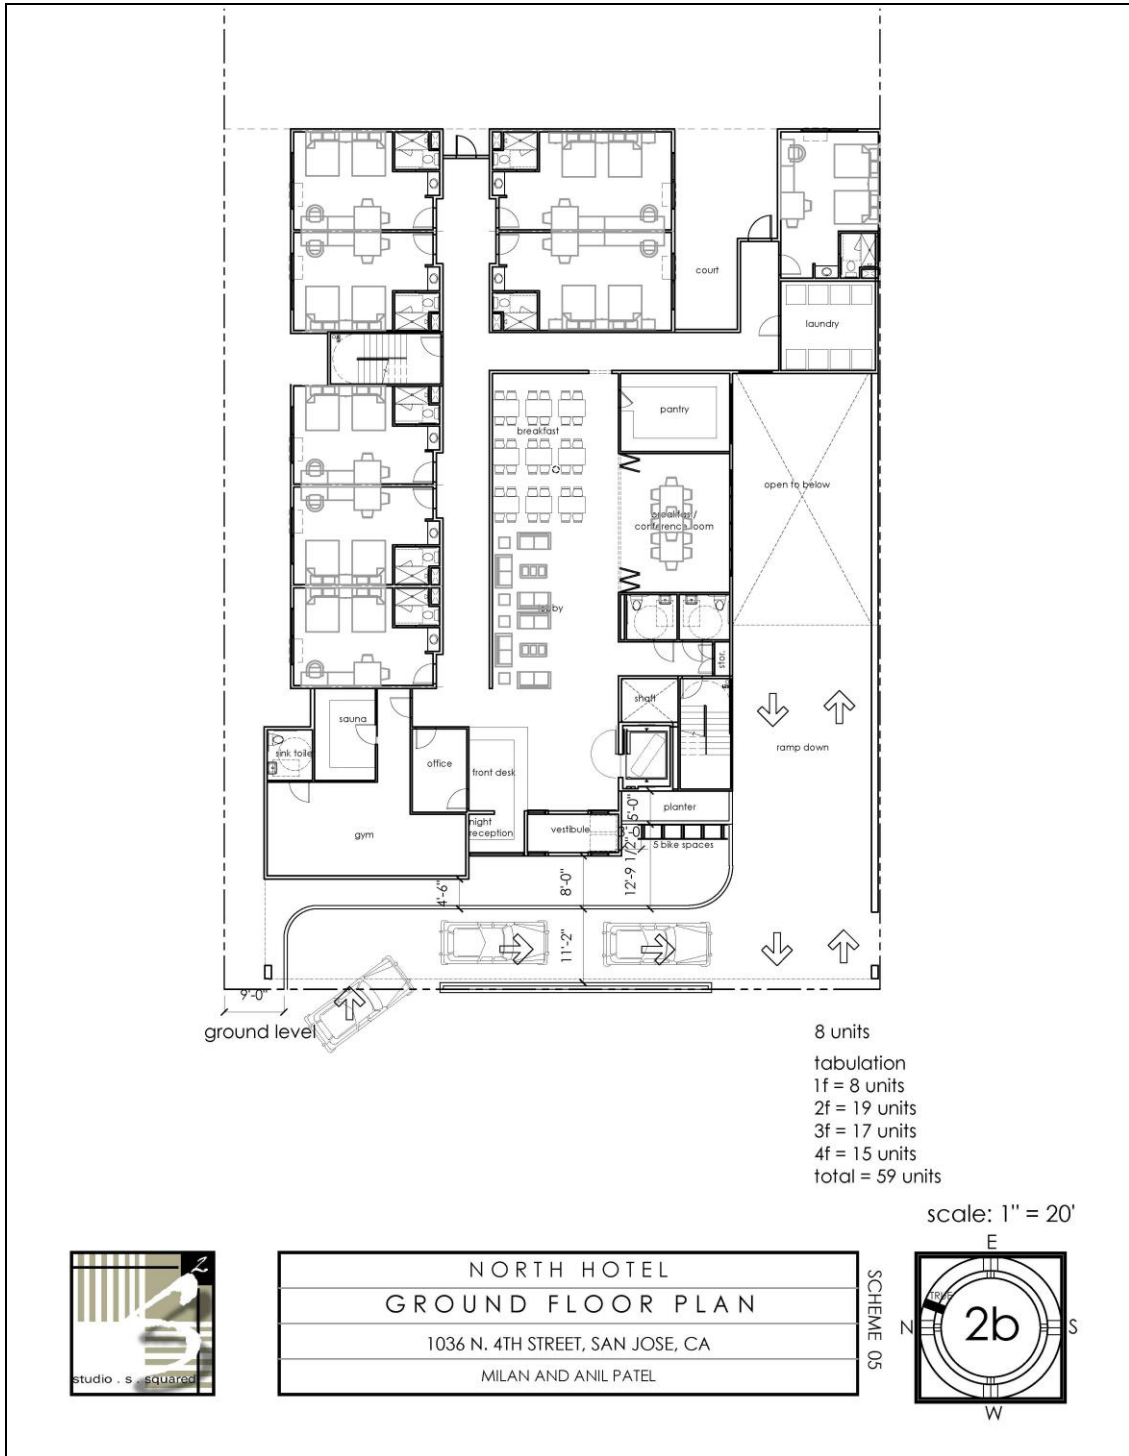 court
laundry
pantry
breakfast
open to below
breakfast/
conference room
lobby
stor.
shaft
sauna
ramp down
sink toile
office
front desk
5'-0"
planter
night
reception
vestibule
gym
5 bike spaces
4'-6"
8'-0"
12'-9 1/2"
11'-2"
9'-0"
ground level
8 units
tabulation
1f = 8 units
2f = 19 units
3f = 17 units
4f = 15 units
total = 59 units
scale: 1" = 20'
E
TRUE
N
2b
S
W
NORTH HOTEL
GROUND FLOOR PLAN
1036 N. 4TH STREET, SAN JOSE, CA
MILAN AND ANIL PATEL
SCHEME 05
2
studio . s . squared